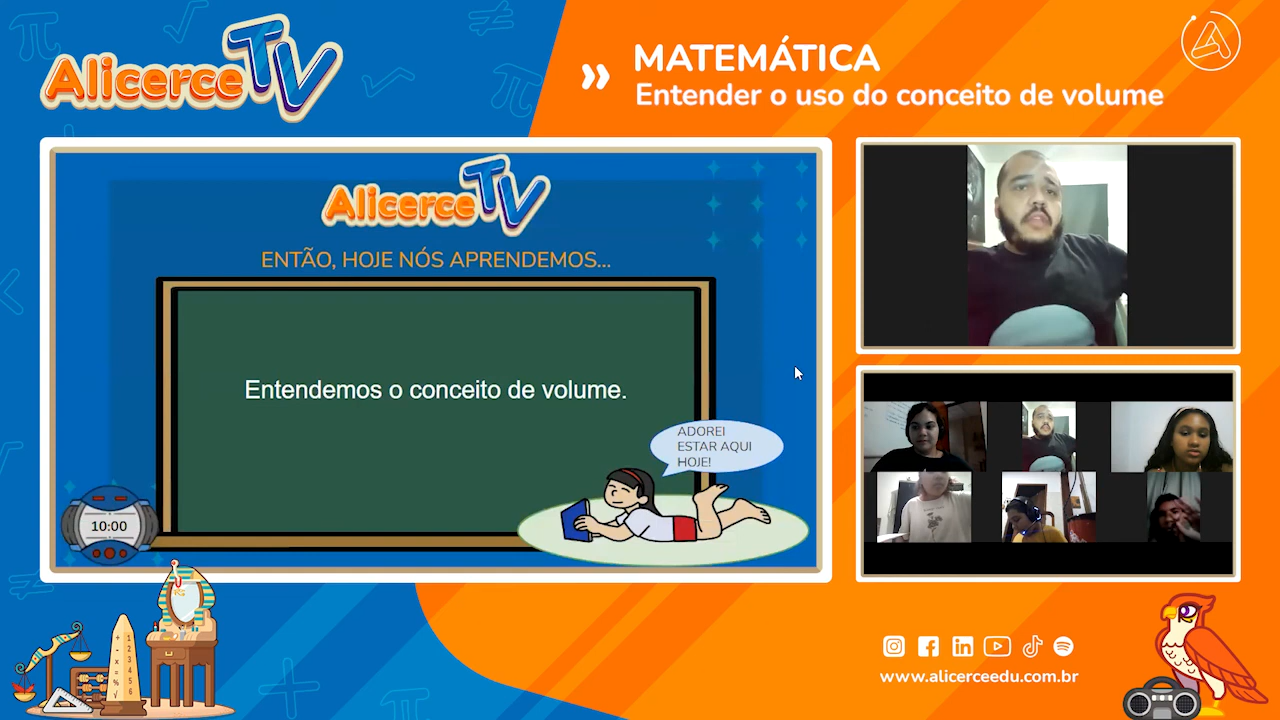 AlicerceTV
» MATEMÁTICA
Entender o uso do conceito de volume
AlicerceTV
ENTÃO, HOJE NÓS APRENDEMOS...
Entendemos o conceito de volume.
ADOREI
ESTAR AQUI
HOJE!
10:00
www.alicerceedu.com.br